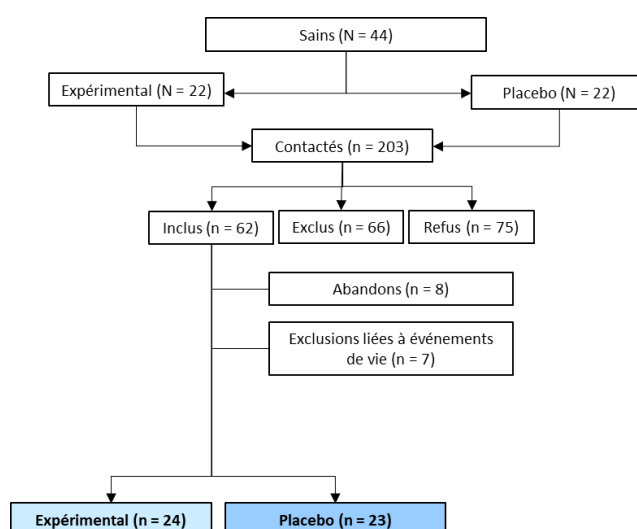 Sains (N = 44)
Expérimental (N = 22)
Placebo (N = 22)
Contactés (n = 203)
Inclus (n = 62)
Exclus (n = 66)
Refus (n = 75)
Abandons (n = 8)
Exclusions liées à événements
de vie (n = 7)
Expérimental (n = 24)
Placebo (n = 23)